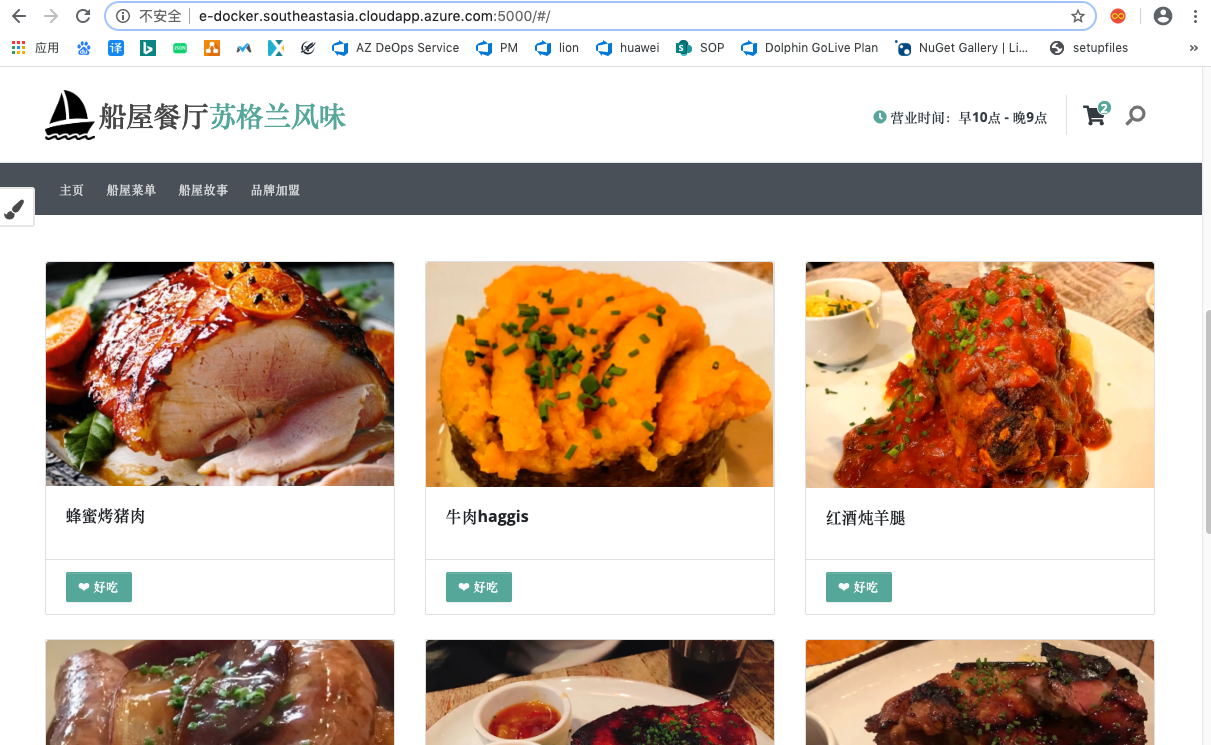 不安全 e-docker.southeastasia.cloudapp.azure.com:5000/#/
应用 译 AZ DeOps Service PM lion huawei SOP Dolphin GoLive Plan NuGet Gallery | Li... setupfiles »
船屋餐厅苏格兰风味
营业时间：早10点 - 晚9点 2
主页 船屋菜单 船屋故事 品牌加盟
蜂蜜烤猪肉 牛肉haggis 红酒炖羊腿
好吃 好吃 好吃